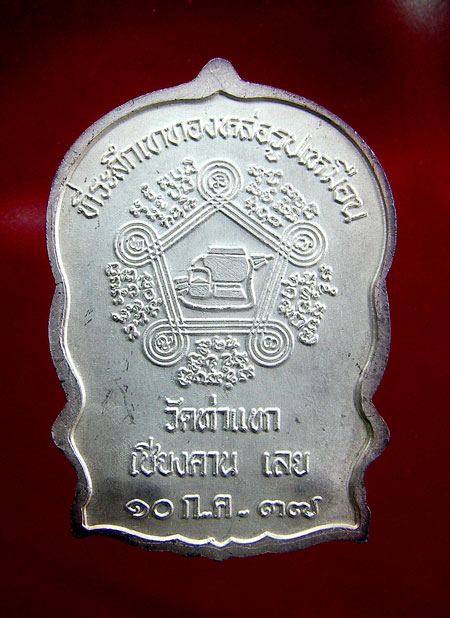 ที่ระลึกเททองหล่อรูปเหมือน
วัดท่าแขก
เชียงคาน เลย
๑๐ ก.ค. ๓๗